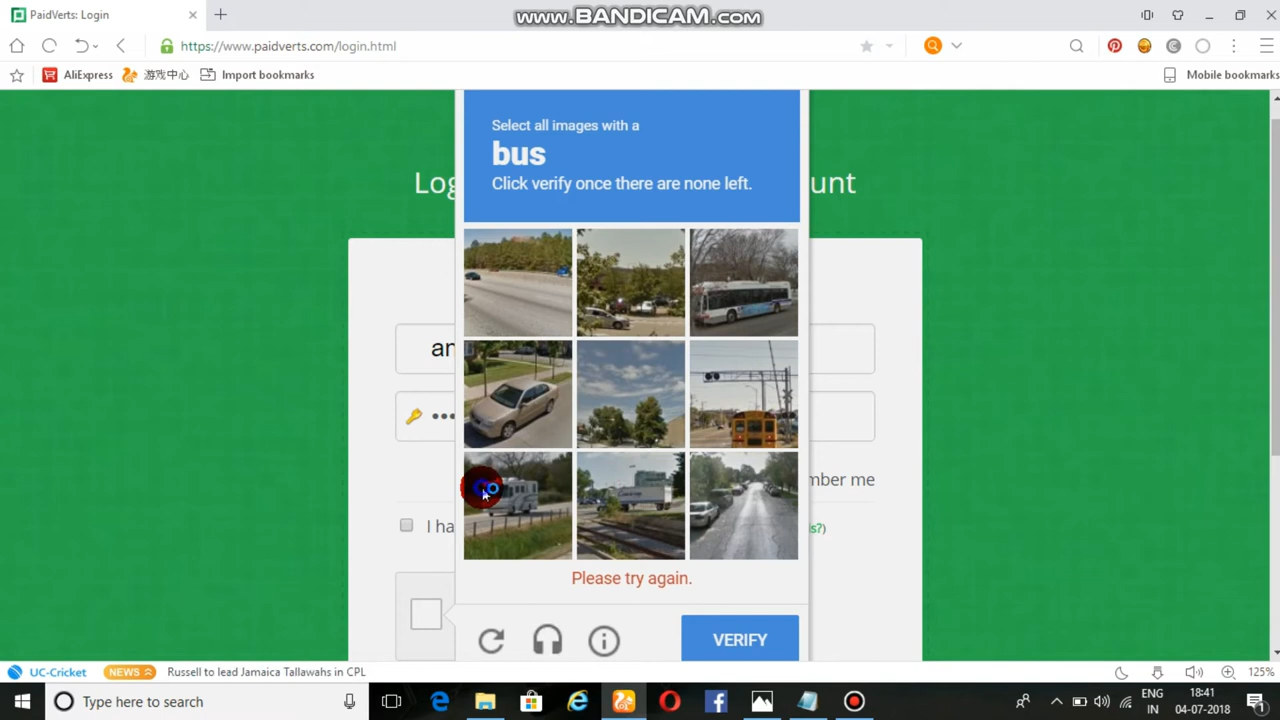 PaidVerts: Login
www.BANDICAM.com
https://www.paidverts.com/login.html
AliExpress
游戏中心
Import bookmarks
Mobile bookmarks
Select all images with a
bus
Click verify once there are none left.
Log
unt
an
mber me
I ha
s?)
Please try again.
VERIFY
UC-Cricket
NEWS
Russell to lead Jamaica Tallawahs in CPL
125%
Type here to search
ENG
IN
18:41
04-07-2018
1